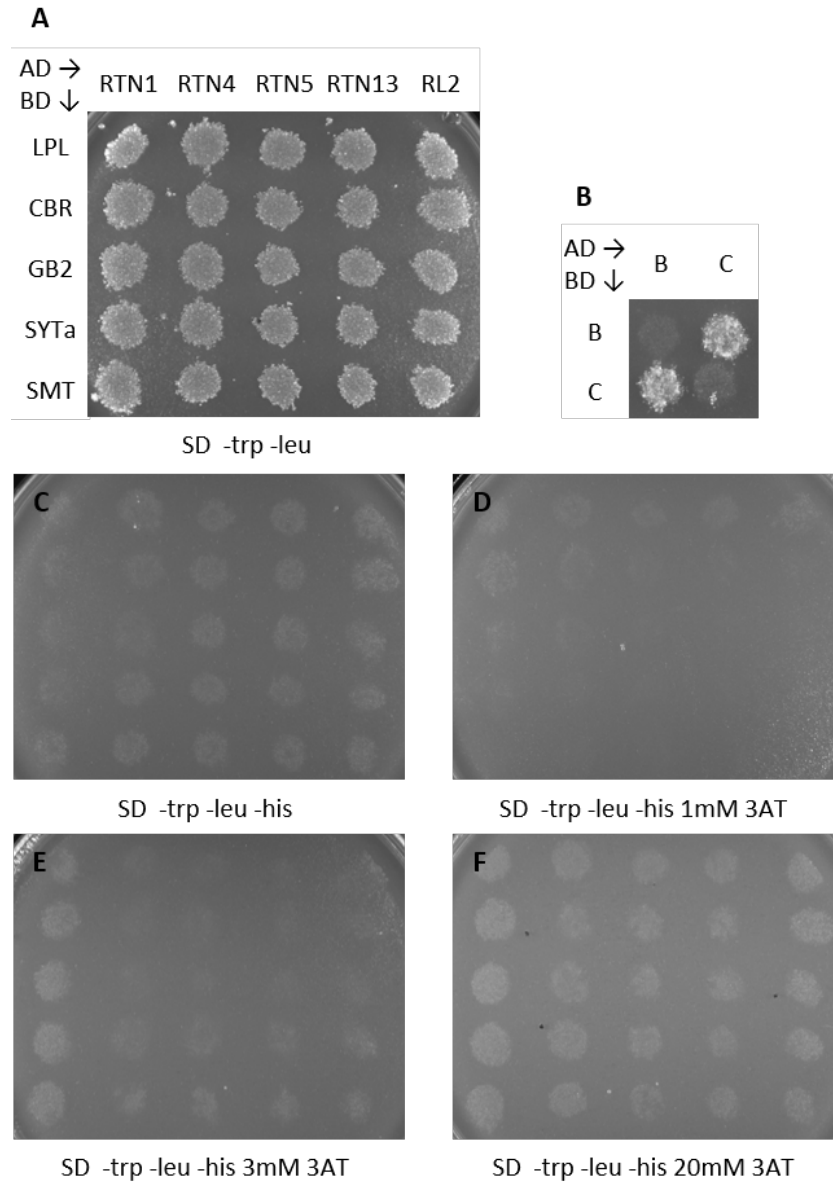 A
AD → RTN1 RTN4 RTN5 RTN13 RL2
BD ↓
LPL
CBR
GB2
SYTa
SMT
SD -trp -leu
B
AD → B C
BD ↓
B
C
C
SD -trp -leu -his
D
SD -trp -leu -his 1mM 3AT
E
SD -trp -leu -his 3mM 3AT
F
SD -trp -leu -his 20mM 3AT